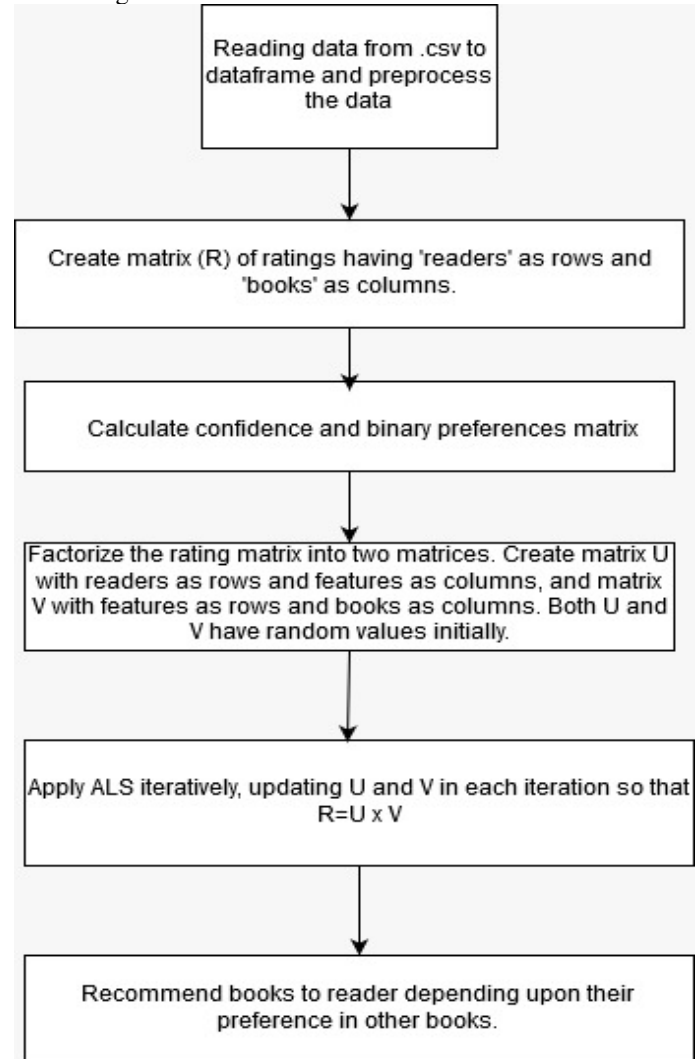 Reading data from .csv to
dataframe and preprocess
the data
Create matrix (R) of ratings having 'readers' as rows and
'books' as columns.
Calculate confidence and binary preferences matrix
Factorize the rating matrix into two matrices. Create matrix U
with readers as rows and features as columns, and matrix
V with features as rows and books as columns. Both U and
V have random values initially.
Apply ALS iteratively, updating U and V in each iteration so that
R=U x V
Recommend books to reader depending upon their
preference in other books.